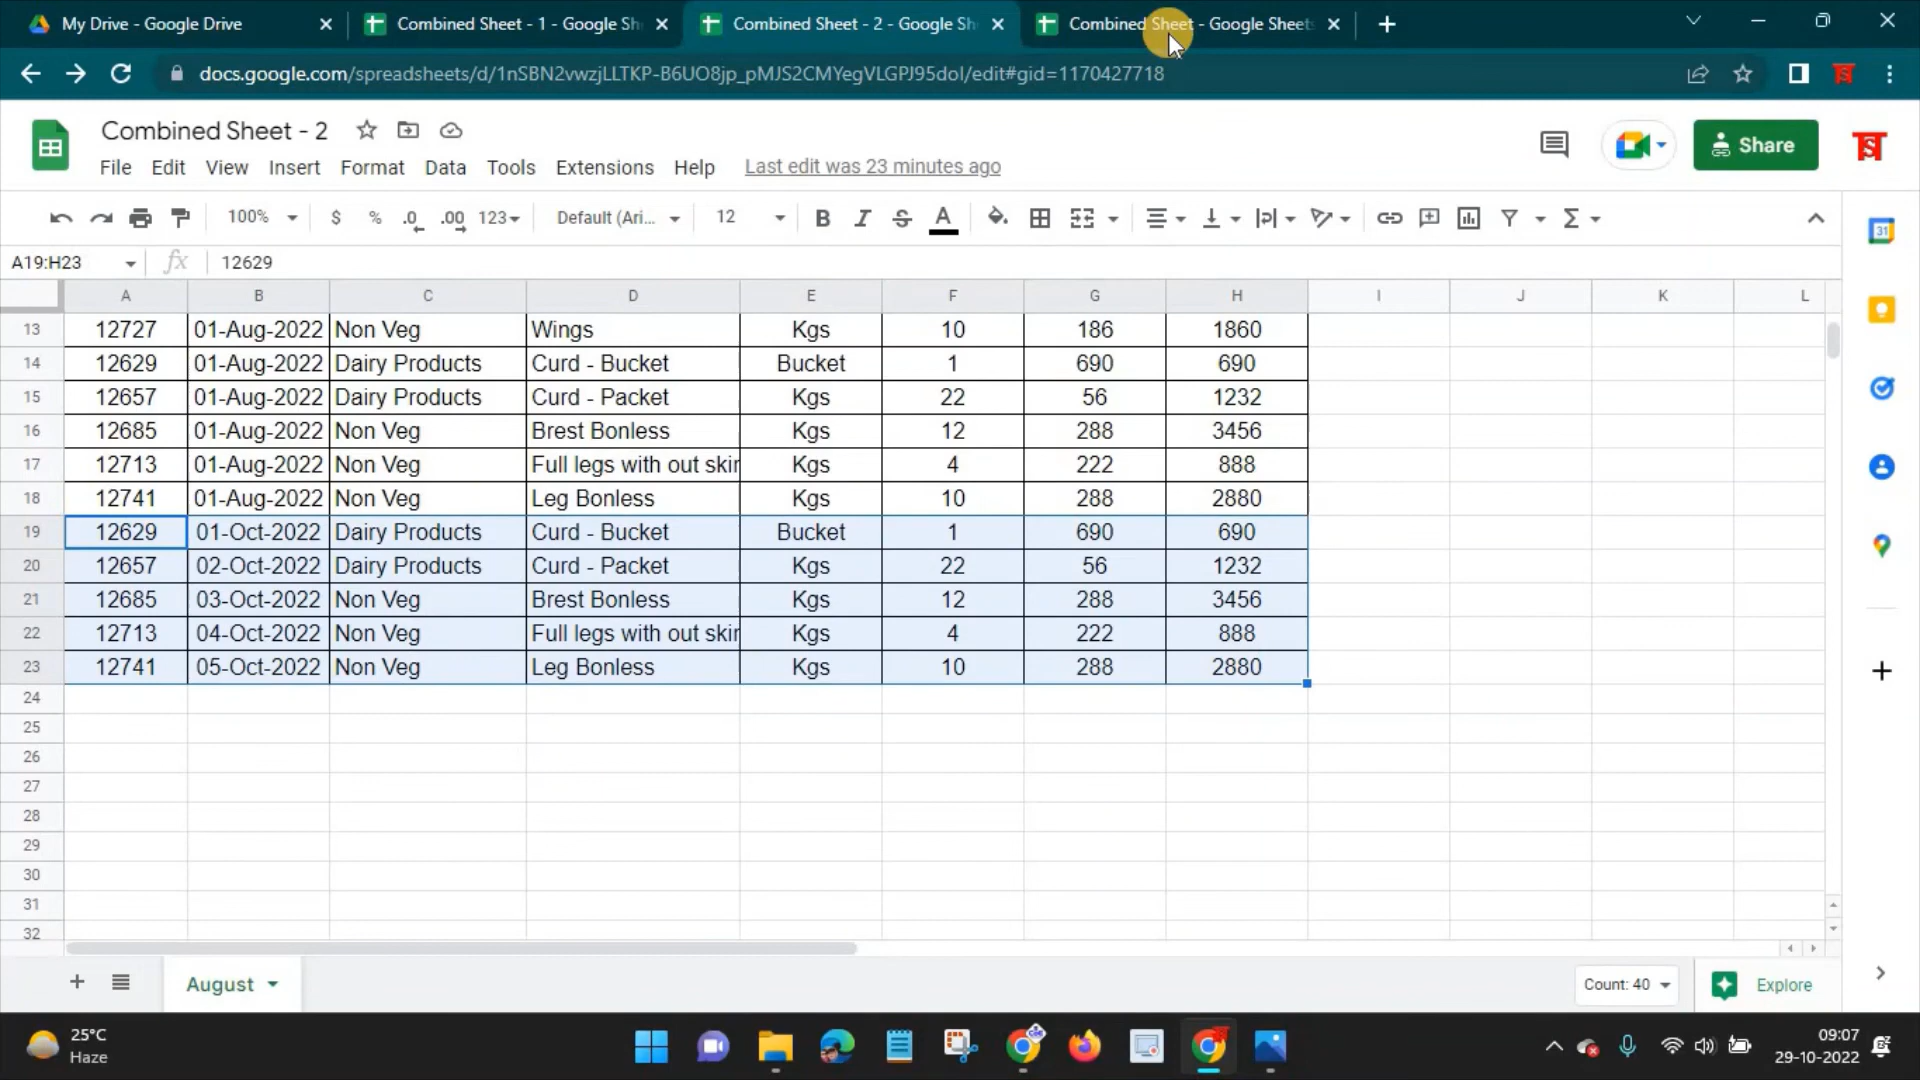 My Drive - Google Drive
Combined Sheet - 1 - Google Sh
Combined Sheet - 2 - Google Sh
Combined Sheet - Google Sheets
docs.google.com/spreadsheets/d/1nSBN2vwzjLLTKP-B6UO8jp_pMJS2CMYegVLGPJ95doI/edit#gid=1170427718
Combined Sheet - 2
Share
File Edit View Insert Format Data Tools Extensions Help Last edit was 23 minutes ago
100% $ % .0 .00 123 Default (Ari... 12 B I S A
A19:H23 fx 12629
A B C D E F G H I J K L
13 12727 01-Aug-2022 Non Veg Wings Kgs 10 186 1860
14 12629 01-Aug-2022 Dairy Products Curd - Bucket Bucket 1 690 690
15 12657 01-Aug-2022 Dairy Products Curd - Packet Kgs 22 56 1232
16 12685 01-Aug-2022 Non Veg Brest Bonless Kgs 12 288 3456
17 12713 01-Aug-2022 Non Veg Full legs with out skin Kgs 4 222 888
18 12741 01-Aug-2022 Non Veg Leg Bonless Kgs 10 288 2880
19 12629 01-Oct-2022 Dairy Products Curd - Bucket Bucket 1 690 690
20 12657 02-Oct-2022 Dairy Products Curd - Packet Kgs 22 56 1232
21 12685 03-Oct-2022 Non Veg Brest Bonless Kgs 12 288 3456
22 12713 04-Oct-2022 Non Veg Full legs with out skin Kgs 4 222 888
23 12741 05-Oct-2022 Non Veg Leg Bonless Kgs 10 288 2880
24
25
26
27
28
29
30
31
32
August
Count: 40
Explore
25°C
Haze
09:07
29-10-2022